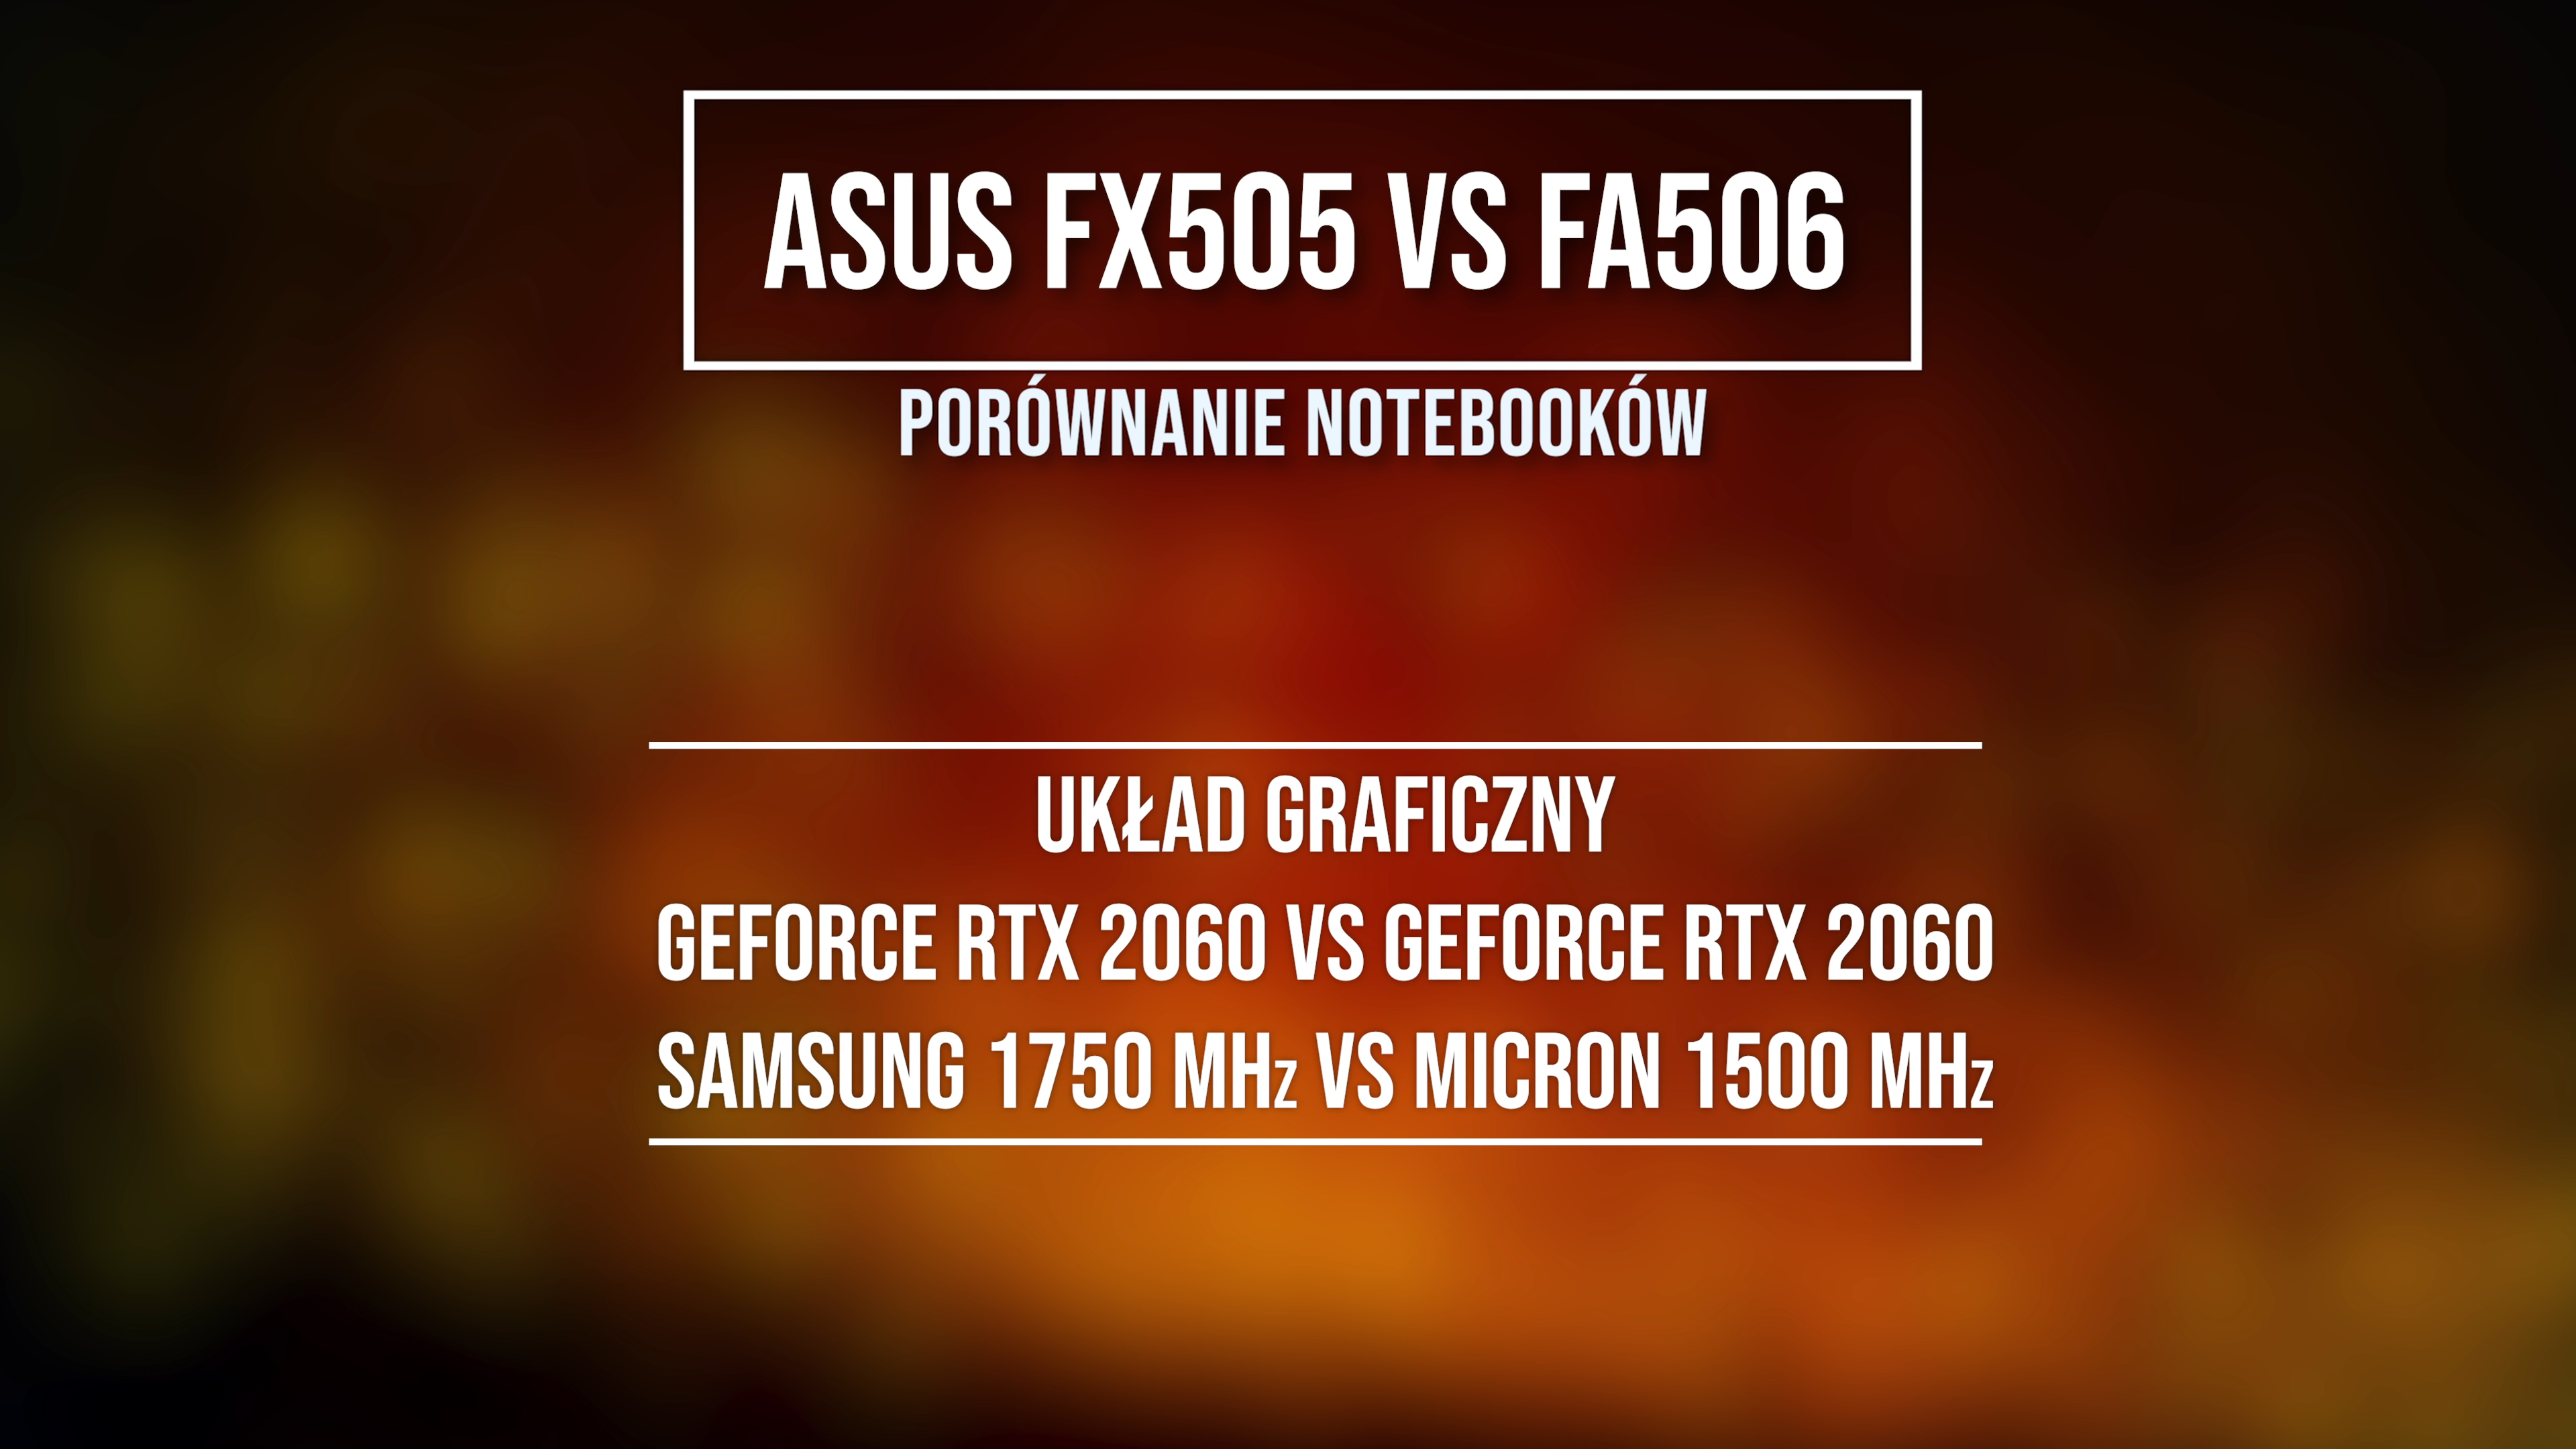 ASUS FX505 VS FA506
PORÓWNANIE NOTEBOOKÓW
UKŁAD GRAFICZNY
GEFORCE RTX 2060 VS GEFORCE RTX 2060
SAMSUNG 1750 MHz VS MICRON 1500 MHz